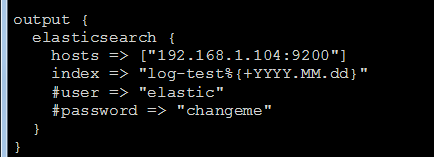 output {
  elasticsearch {
    hosts => ["192.168.1.104:9200"]
    index => "log-test%{+YYYY.MM.dd}"
    #user => "elastic"
    #password => "changeme"
  }
}